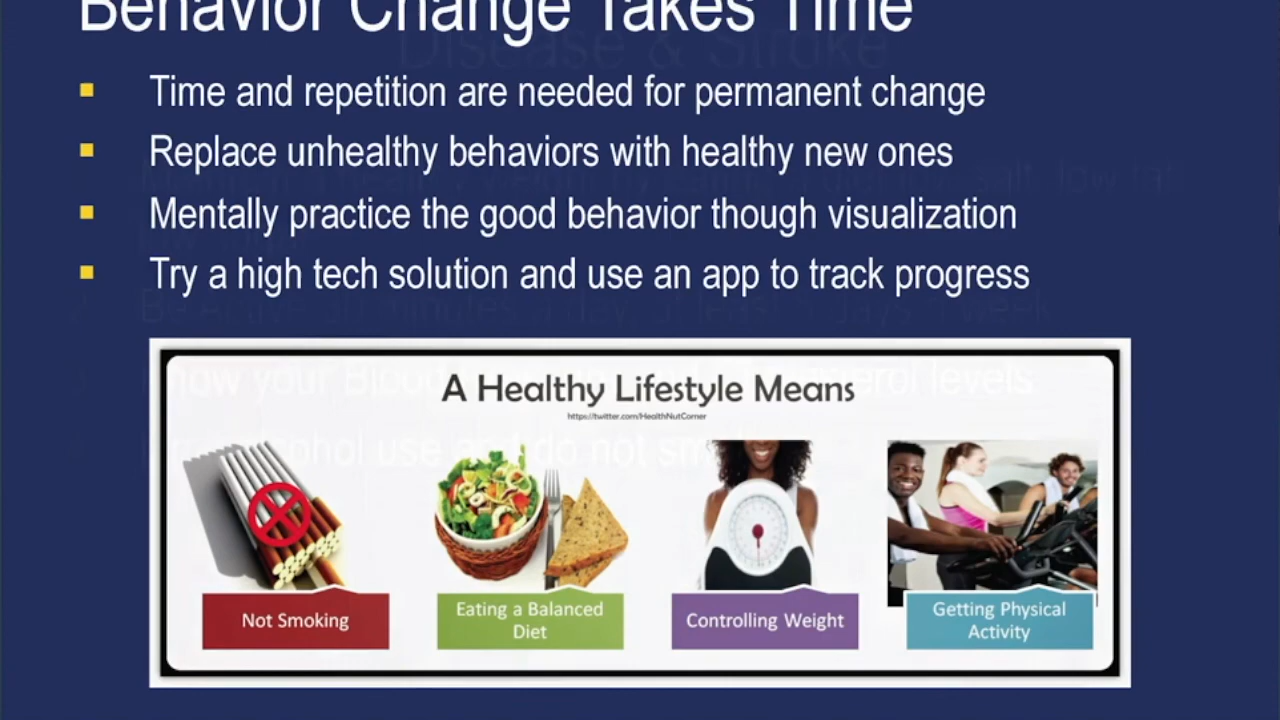 Behavior Change Takes Time
Disease & Stroke
Time and repetition are needed for permanent change
Replace unhealthy behaviors with healthy new ones
Mentally practice the good behavior though visualization
Try a high tech solution and use an app to track progress
A Healthy Lifestyle Means
https://twitter.com/HealthNutCorner
Not Smoking
Eating a Balanced
Diet
Controlling Weight
Getting Physical
Activity